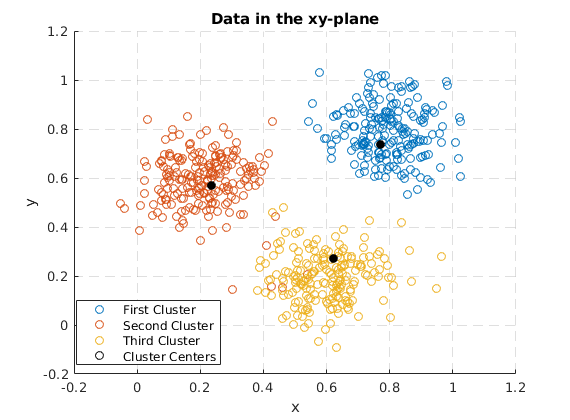 Data in the xy-plane
1.2
1
0.8
0.6
0.4
0.2
0
-0.2
y
First Cluster
Second Cluster
Third Cluster
Cluster Centers
-0.2 0 0.2 0.4 0.6 0.8 1 1.2
x